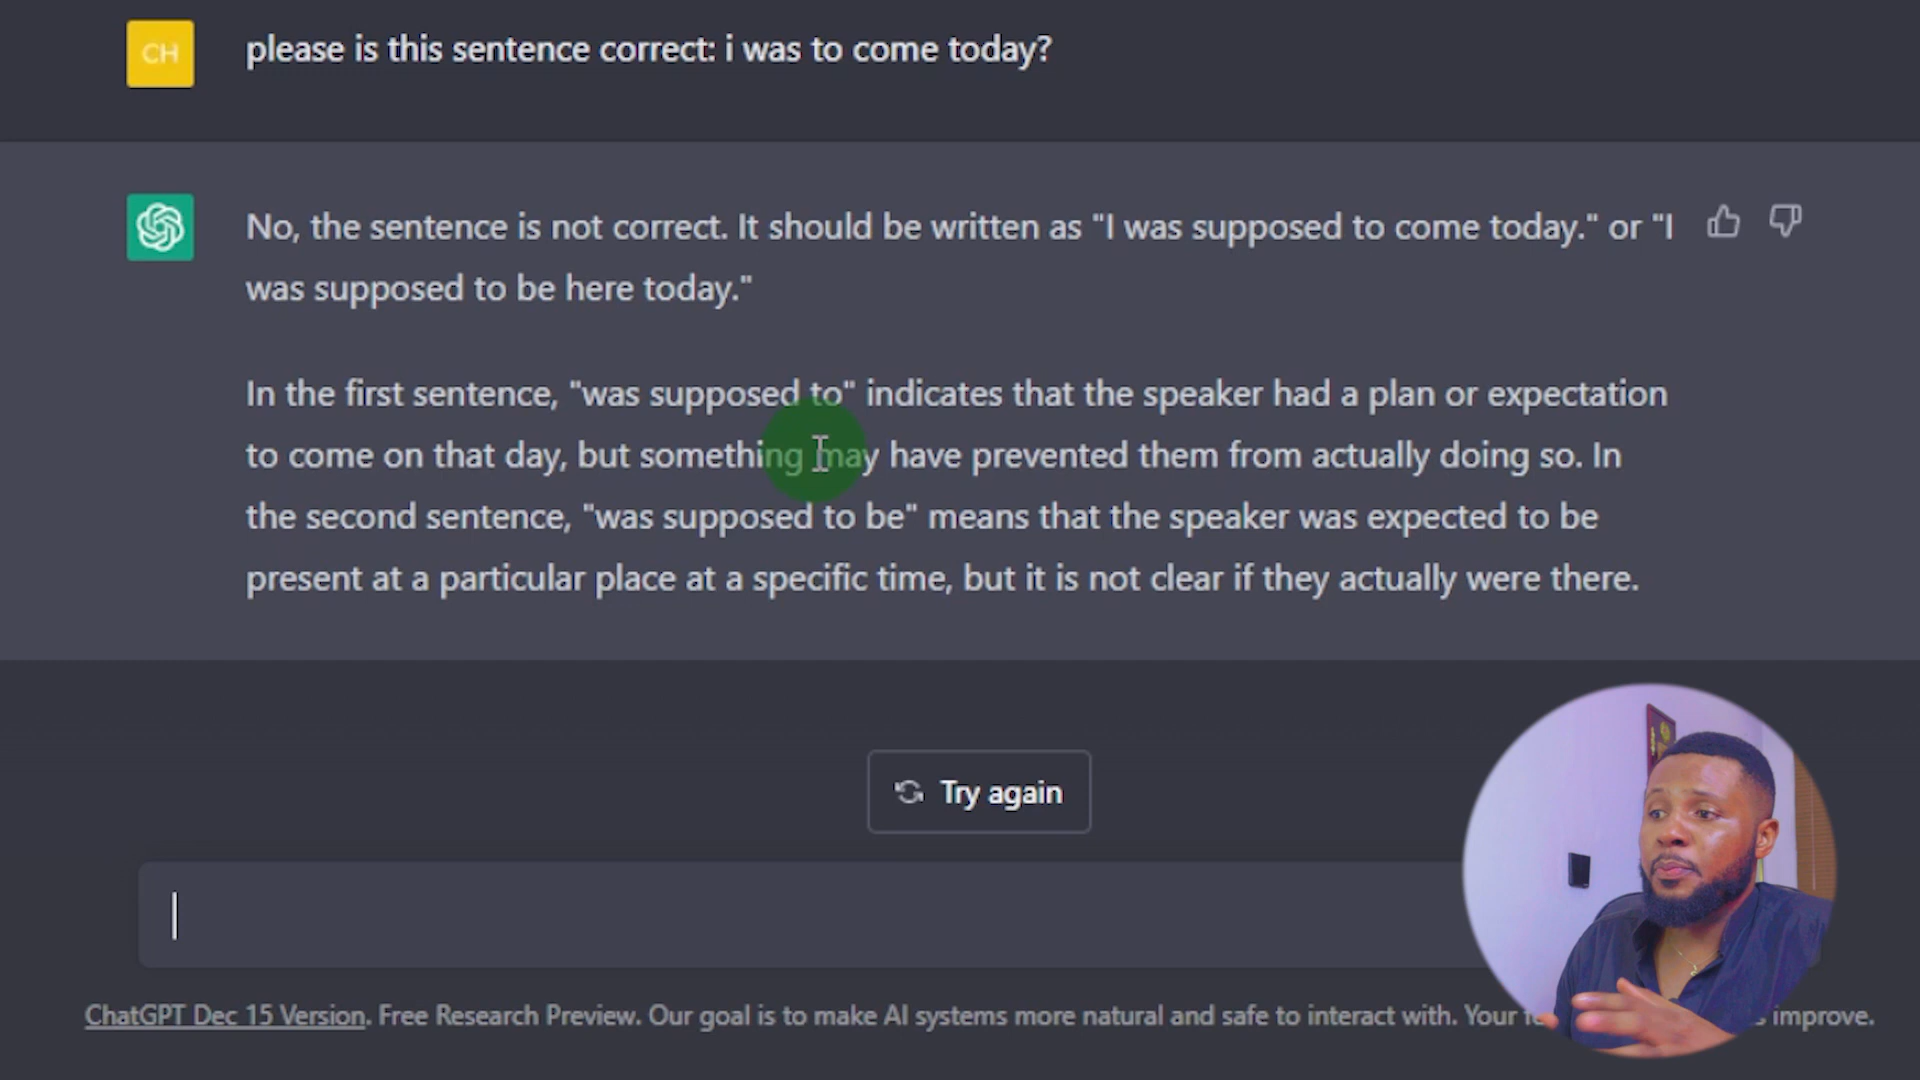 CH
please is this sentence correct: i was to come today?
No, the sentence is not correct. It should be written as "I was supposed to come today." or "I
was supposed to be here today."
In the first sentence, "was supposed to" indicates that the speaker had a plan or expectation
to come on that day, but something may have prevented them from actually doing so. In
the second sentence, "was supposed to be" means that the speaker was expected to be
present at a particular place at a specific time, but it is not clear if they actually were there.
Try again
ChatGPT Dec 15 Version. Free Research Preview. Our goal is to make AI systems more natural and safe to interact with. Your improve.